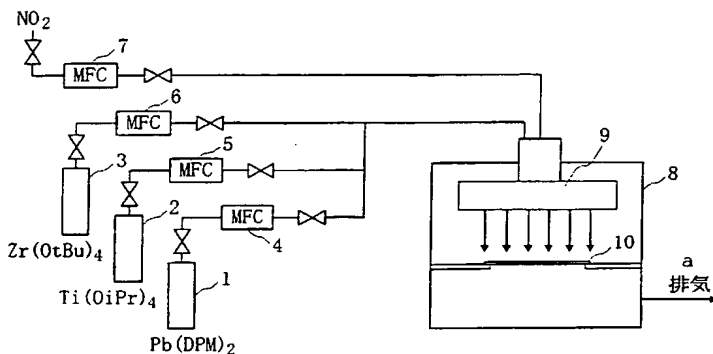 NO2
7
MFC
6
MFC
5
MFC
9
3
8
2
MFC
4
10
Zr(OtBu)4
a
1
排気
Ti(OiPr)4
Pb(DPM)2